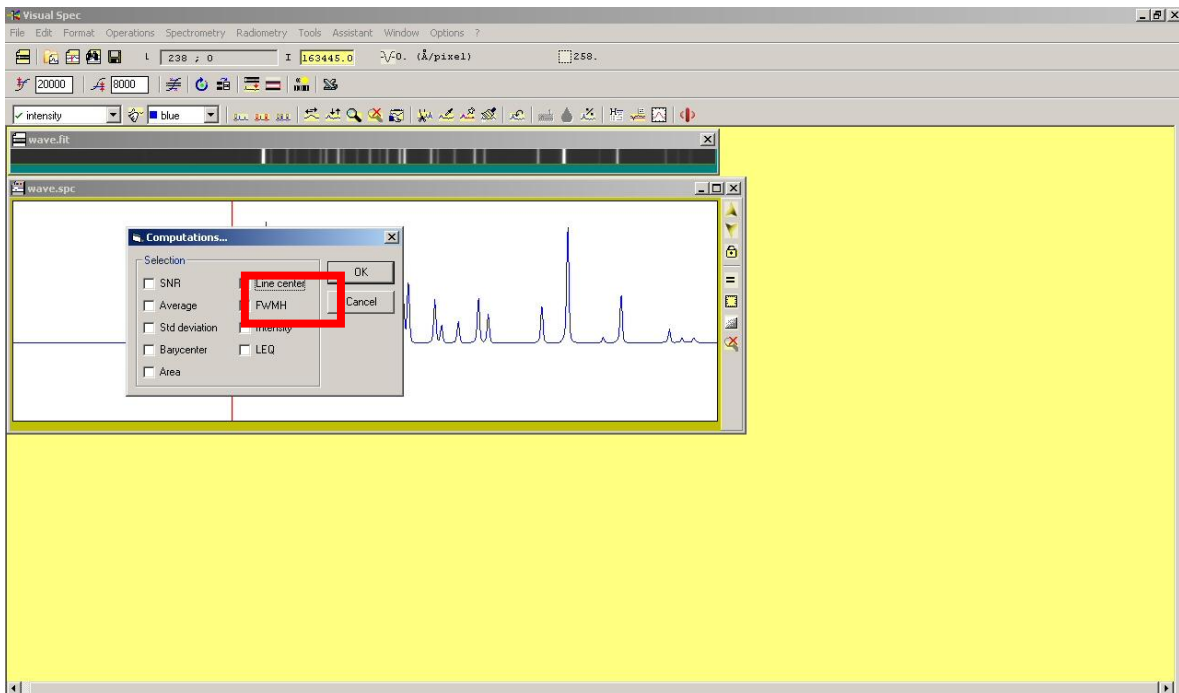 Visual Spec
File Edit Format Operations Spectrometry Radiometry Tools Assistant Window Options ?
L 238 ; 0 I 163445.0 0. (Å/pixel) 258.
20000 8000
intensity blue
wave.fit
wave.spc
Computations...
Selection
SNR Line center OK
Average FWMH Cancel
Std deviation Intensity
Barycenter LEQ
Area